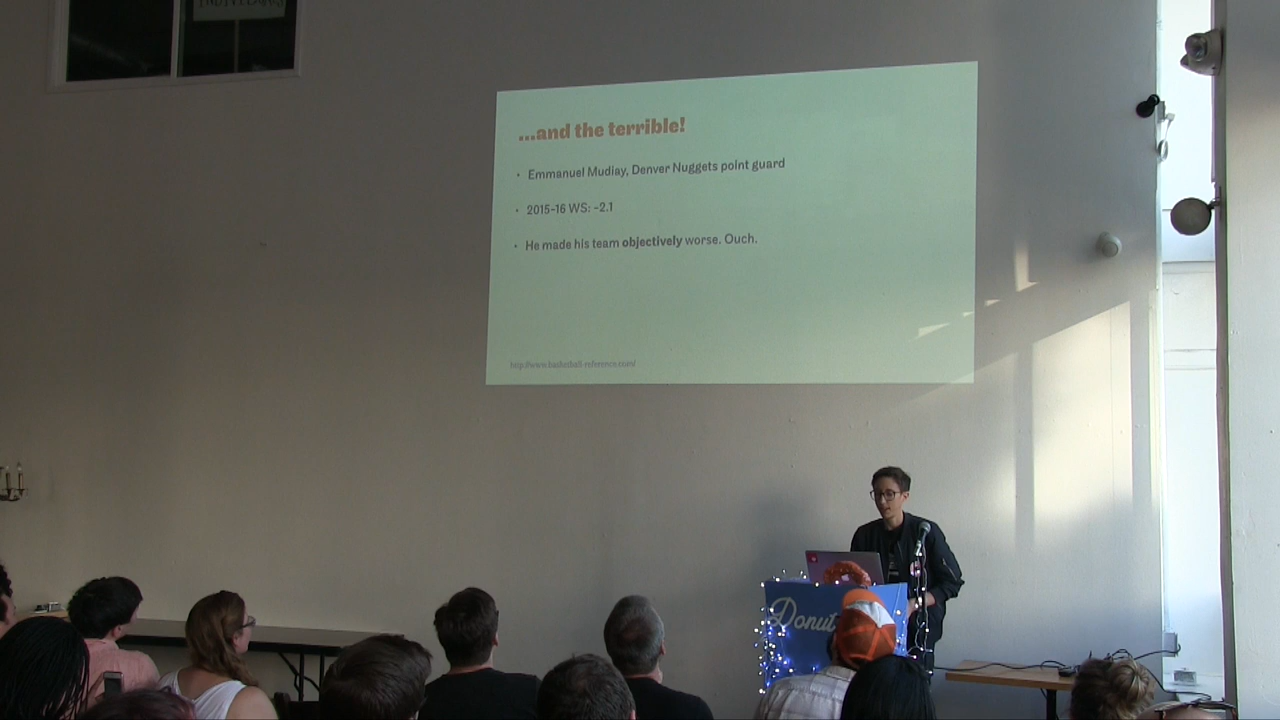 ...and the terrible!
• Emmanuel Mudiay, Denver Nuggets point guard
• 2015-16 WS: -2.1
• He made his team objectively worse. Ouch.
http://www.basketball-reference.com/
Donut